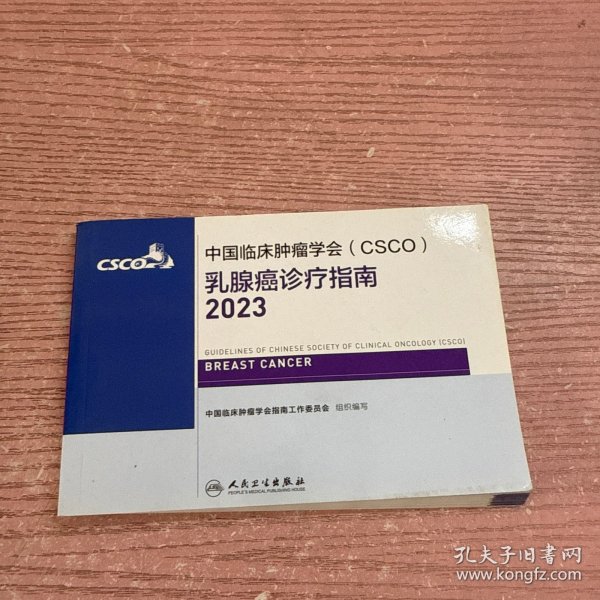 CSCO
中国临床肿瘤学会（CSCO）
乳腺癌诊疗指南
2023
GUIDELINES OF CHINESE SOCIETY OF CLINICAL ONCOLOGY (CSCO)
BREAST CANCER
中国临床肿瘤学会指南工作委员会 组织编写
人民卫生出版社
PEOPLE'S MEDICAL PUBLISHING HOUSE
孔夫子旧书网
www.kongfz.com